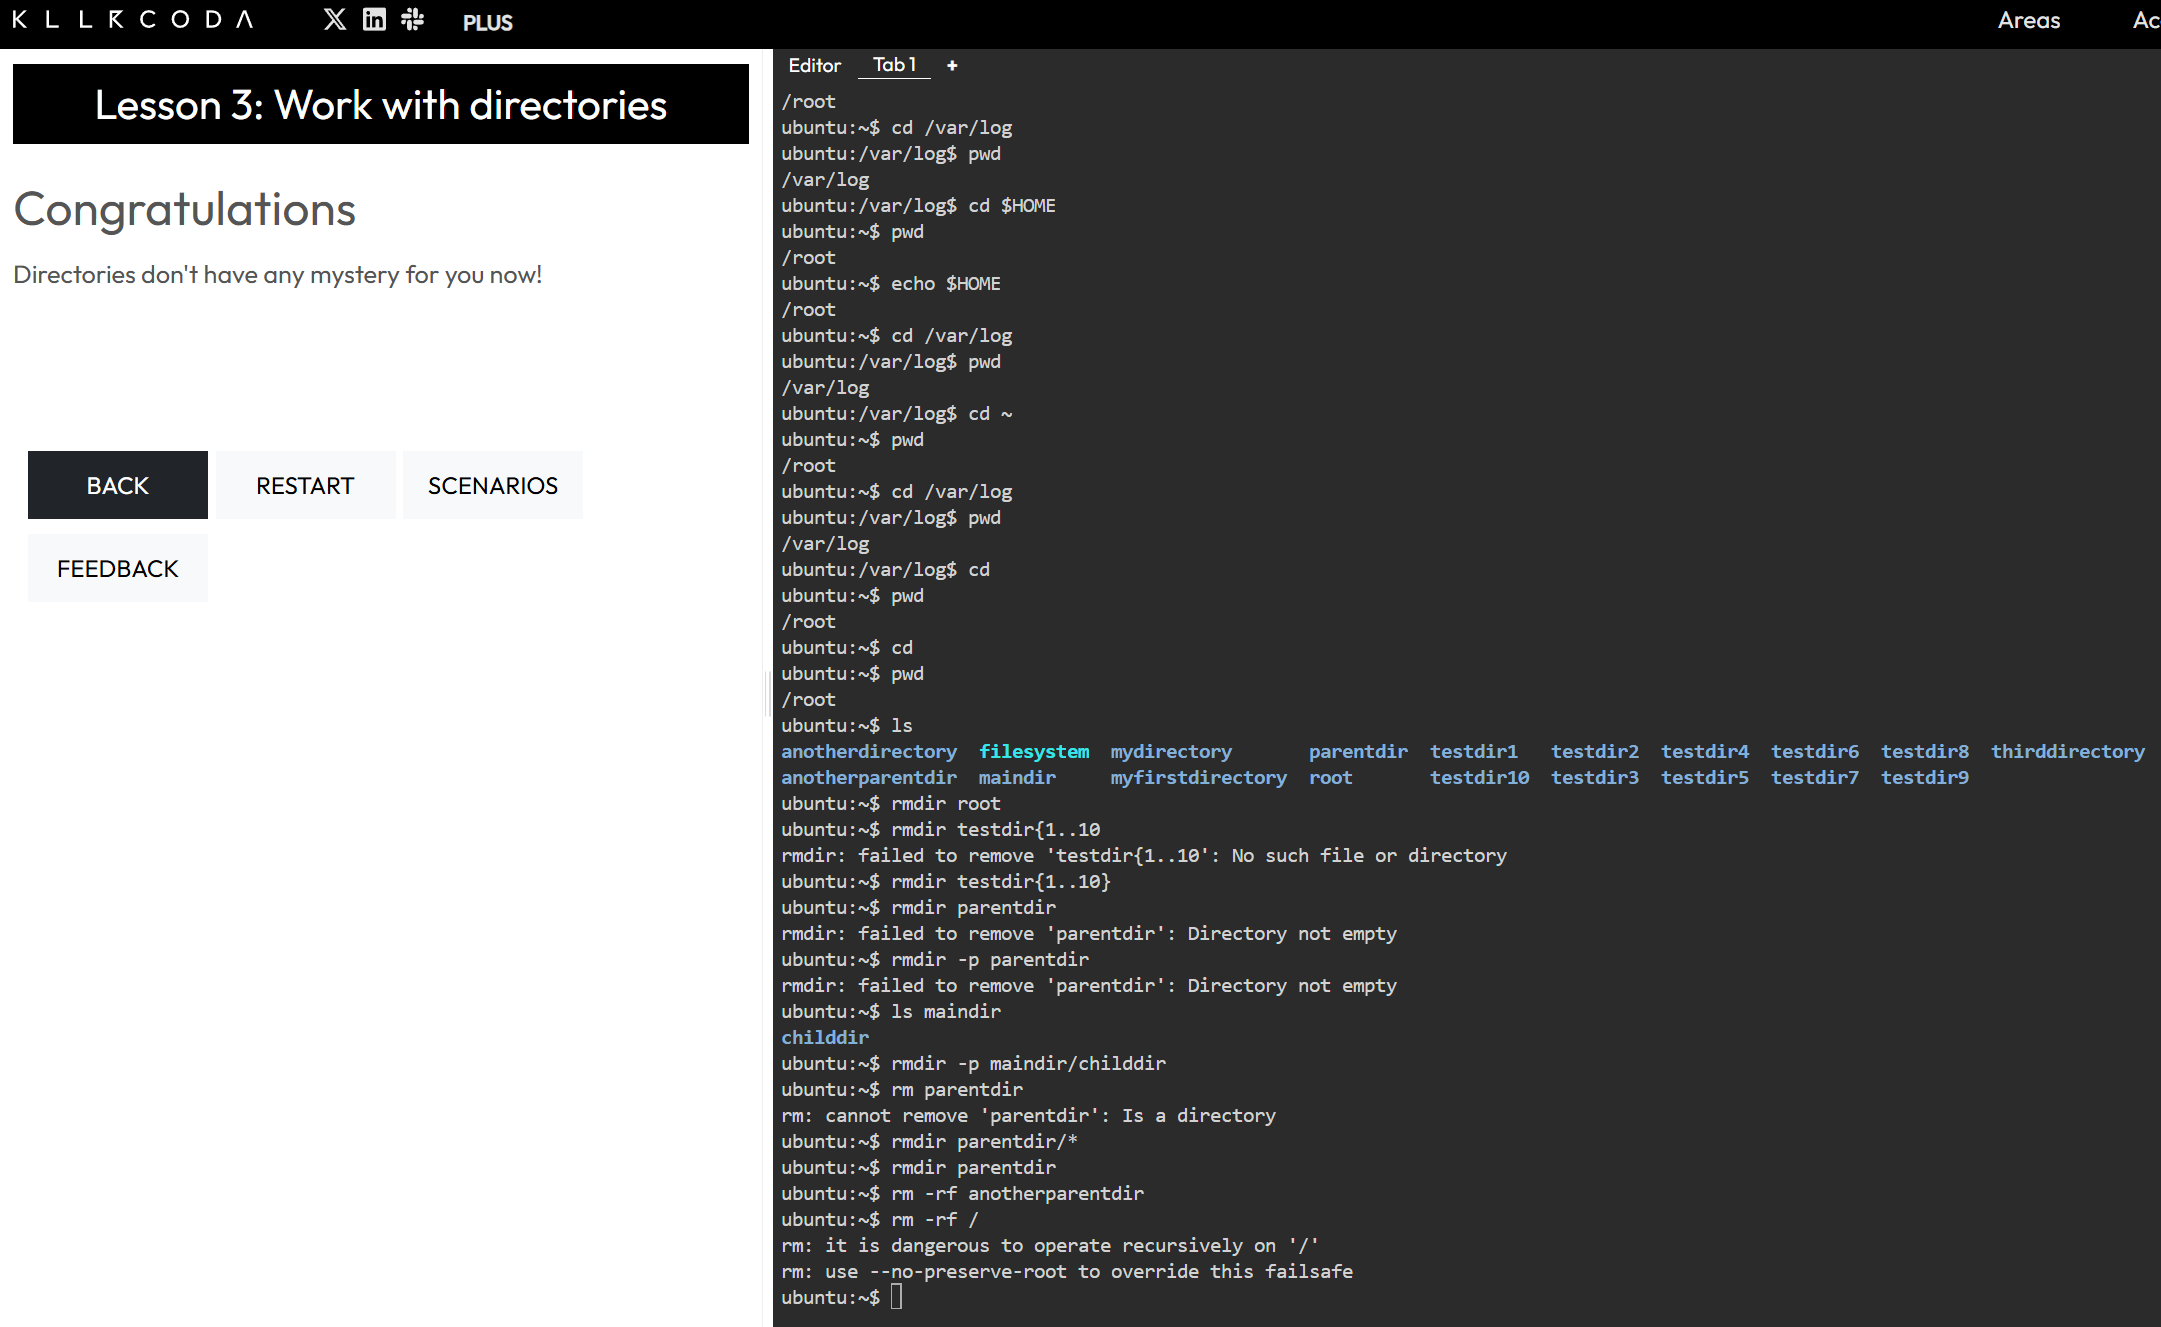 KLLRCODA PLUS Areas Ac
Lesson 3: Work with directories
Congratulations
Directories don't have any mystery for you now!
BACK RESTART SCENARIOS
FEEDBACK
Editor Tab 1 +
/root
ubuntu:~$ cd /var/log
ubuntu:/var/log$ pwd
/var/log
ubuntu:/var/log$ cd $HOME
ubuntu:~$ pwd
/root
ubuntu:~$ echo $HOME
/root
ubuntu:~$ cd /var/log
ubuntu:/var/log$ pwd
/var/log
ubuntu:/var/log$ cd ~
ubuntu:~$ pwd
/root
ubuntu:~$ cd /var/log
ubuntu:/var/log$ pwd
/var/log
ubuntu:/var/log$ cd
ubuntu:~$ pwd
/root
ubuntu:~$ cd
ubuntu:~$ pwd
/root
ubuntu:~$ ls
anotherdirectory filesystem mydirectory parentdir testdir1 testdir2 testdir4 testdir6 testdir8 thirddirectory
anotherparentdir maindir myfirstdirectory root testdir10 testdir3 testdir5 testdir7 testdir9
ubuntu:~$ rmdir root
ubuntu:~$ rmdir testdir{1..10
rmdir: failed to remove 'testdir{1..10': No such file or directory
ubuntu:~$ rmdir testdir{1..10}
ubuntu:~$ rmdir parentdir
rmdir: failed to remove 'parentdir': Directory not empty
ubuntu:~$ rmdir -p parentdir
rmdir: failed to remove 'parentdir': Directory not empty
ubuntu:~$ ls maindir
childdir
ubuntu:~$ rmdir -p maindir/childdir
ubuntu:~$ rm parentdir
rm: cannot remove 'parentdir': Is a directory
ubuntu:~$ rmdir parentdir/*
ubuntu:~$ rmdir parentdir
ubuntu:~$ rm -rf anotherparentdir
ubuntu:~$ rm -rf /
rm: it is dangerous to operate recursively on '/'
rm: use --no-preserve-root to override this failsafe
ubuntu:~$